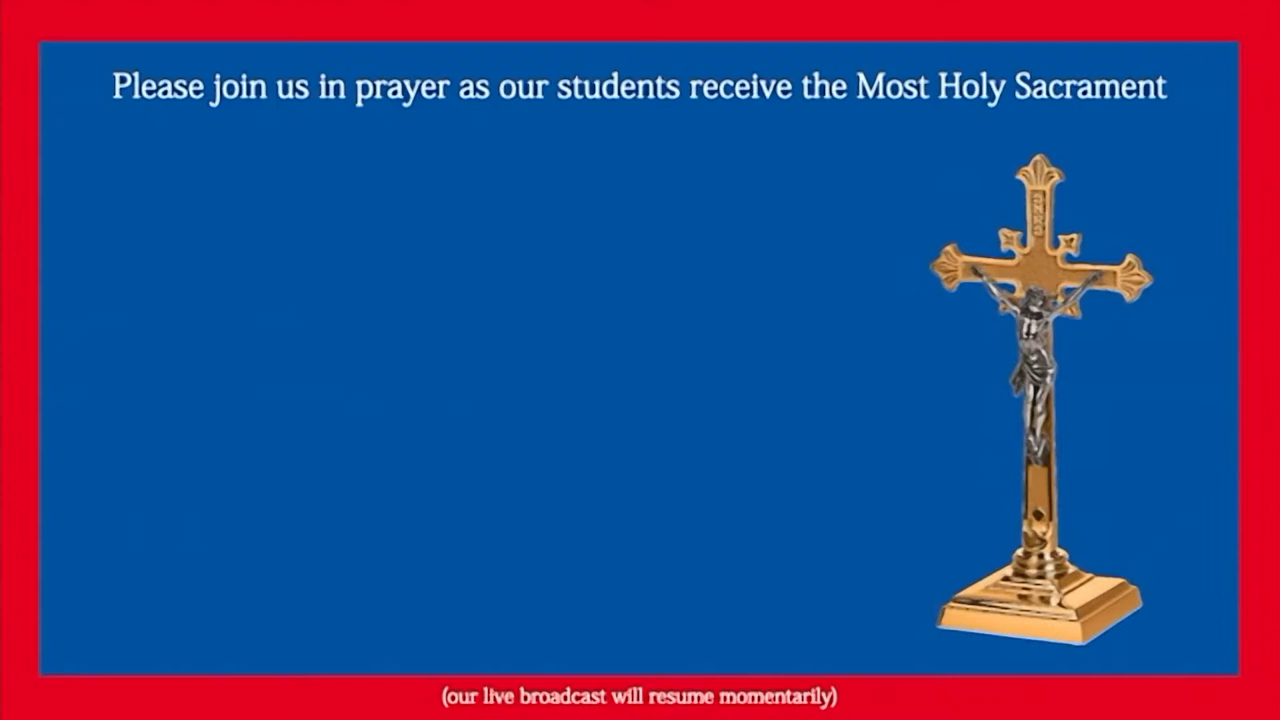 Please join us in prayer as our students receive the Most Holy Sacrament
(our live broadcast will resume momentarily)